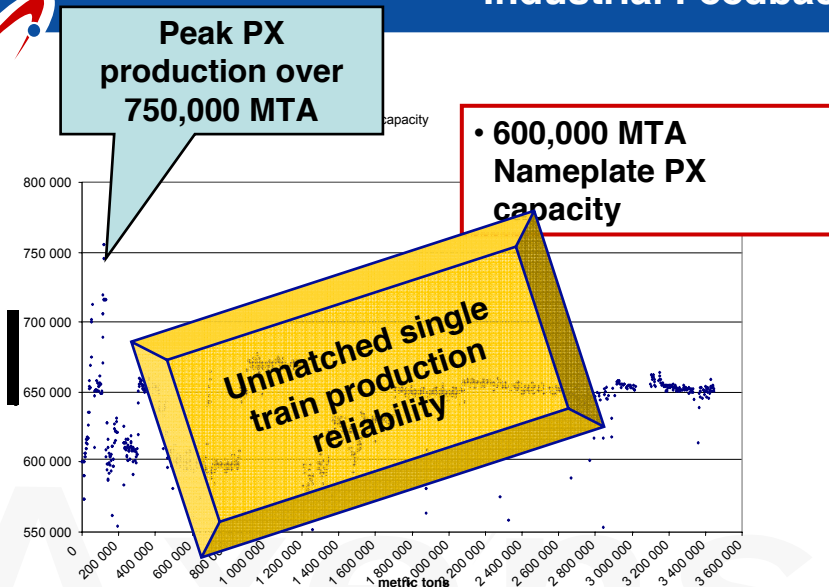 Peak PX
production over
750,000 MTA
capacity
• 600,000 MTA
Nameplate PX
capacity
800 000
750 000
700 000
650 000
600 000
550 000
Unmatched single
train production
reliability
0
200 000
400 000
600 000
1 000 000
1 200 000
1 400 000
1 600 000
1 800 000
2 000 000
2 200 000
2 400 000
2 600 000
2 800 000
3 000 000
3 200 000
3 400 000
3 600 000
metric tons